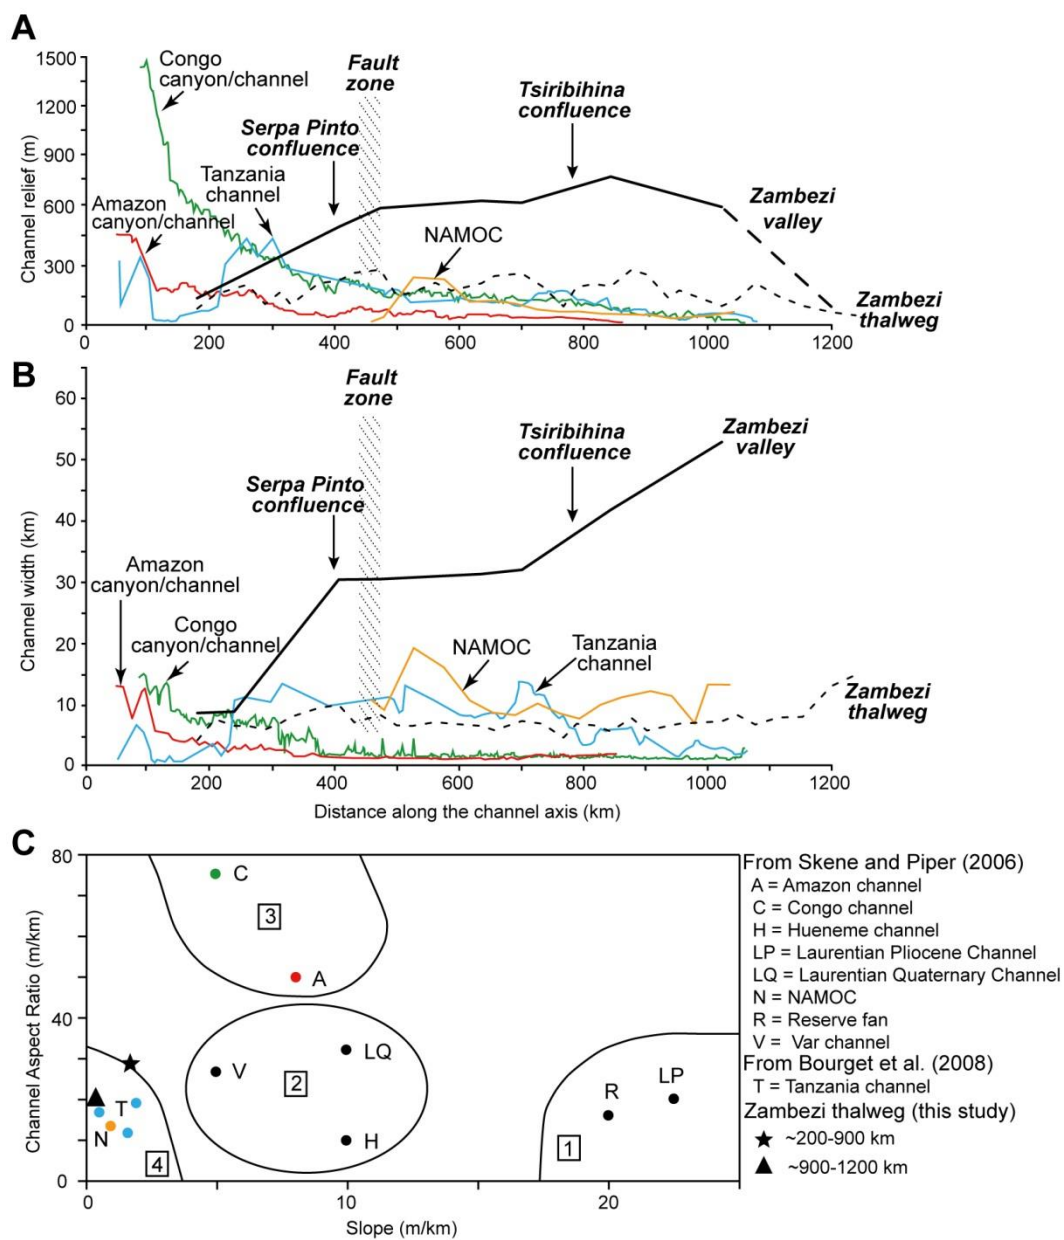 A
1500
1200
900
600
300
0
Channel relief (m)
Congo
canyon/channel
Fault
zone
Tsiribihina
confluence
Serpa Pinto
confluence
Tanzania
channel
Amazon
canyon/channel
NAMOC
Zambezi
valley
Zambezi
thalweg
0
200
400
600
800
1000
1200
B
60
50
40
30
20
10
0
Channel width (km)
Fault
zone
Tsiribihina
confluence
Zambezi
valley
Serpa Pinto
confluence
Amazon
canyon/channel
Congo
canyon/channel
NAMOC
Tanzania
channel
Zambezi
thalweg
0
200
400
600
800
1000
1200
Distance along the channel axis (km)
C
80
40
0
Channel Aspect Ratio (m/km)
C
3
A
V
LQ
2
H
T
N
4
R
LP
1
0
10
20
Slope (m/km)
From Skene and Piper (2006)
A = Amazon channel
C = Congo channel
H = Hueneme channel
LP = Laurentian Pliocene Channel
LQ = Laurentian Quaternary Channel
N = NAMOC
R = Reserve fan
V = Var channel
From Bourget et al. (2008)
T = Tanzania channel
Zambezi thalweg (this study)
~200-900 km
~900-1200 km